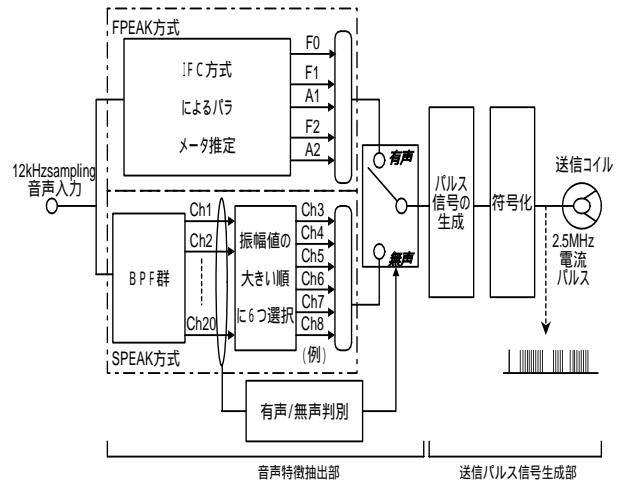 FPEAK方式
IFC方式
によるパラ
メータ推定
F0
F1
A1
F2
A2
12kHzsampling
音声入力
BPF群
Ch1
Ch2
Ch20
振幅値の
大きい順
に6つ選択
Ch3
Ch4
Ch5
Ch6
Ch7
Ch8
(例)
SPEAK方式
有声
無声
有声/無声判別
パルス
信号の
生成
符号化
送信コイル
2.5MHz
電流
パルス
音声特徴抽出部
送信パルス信号生成部